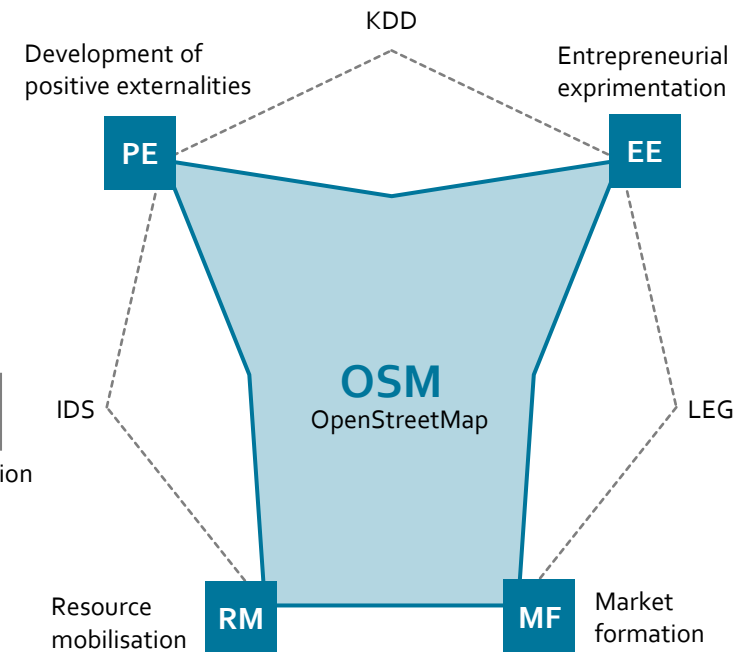 KDD
Development of
positive externalities
Entrepreneurial
exprimentation
PE
EE
OSM
OpenStreetMap
IDS
LEG
ion
Resource
mobilisation
RM
MF
Market
formation